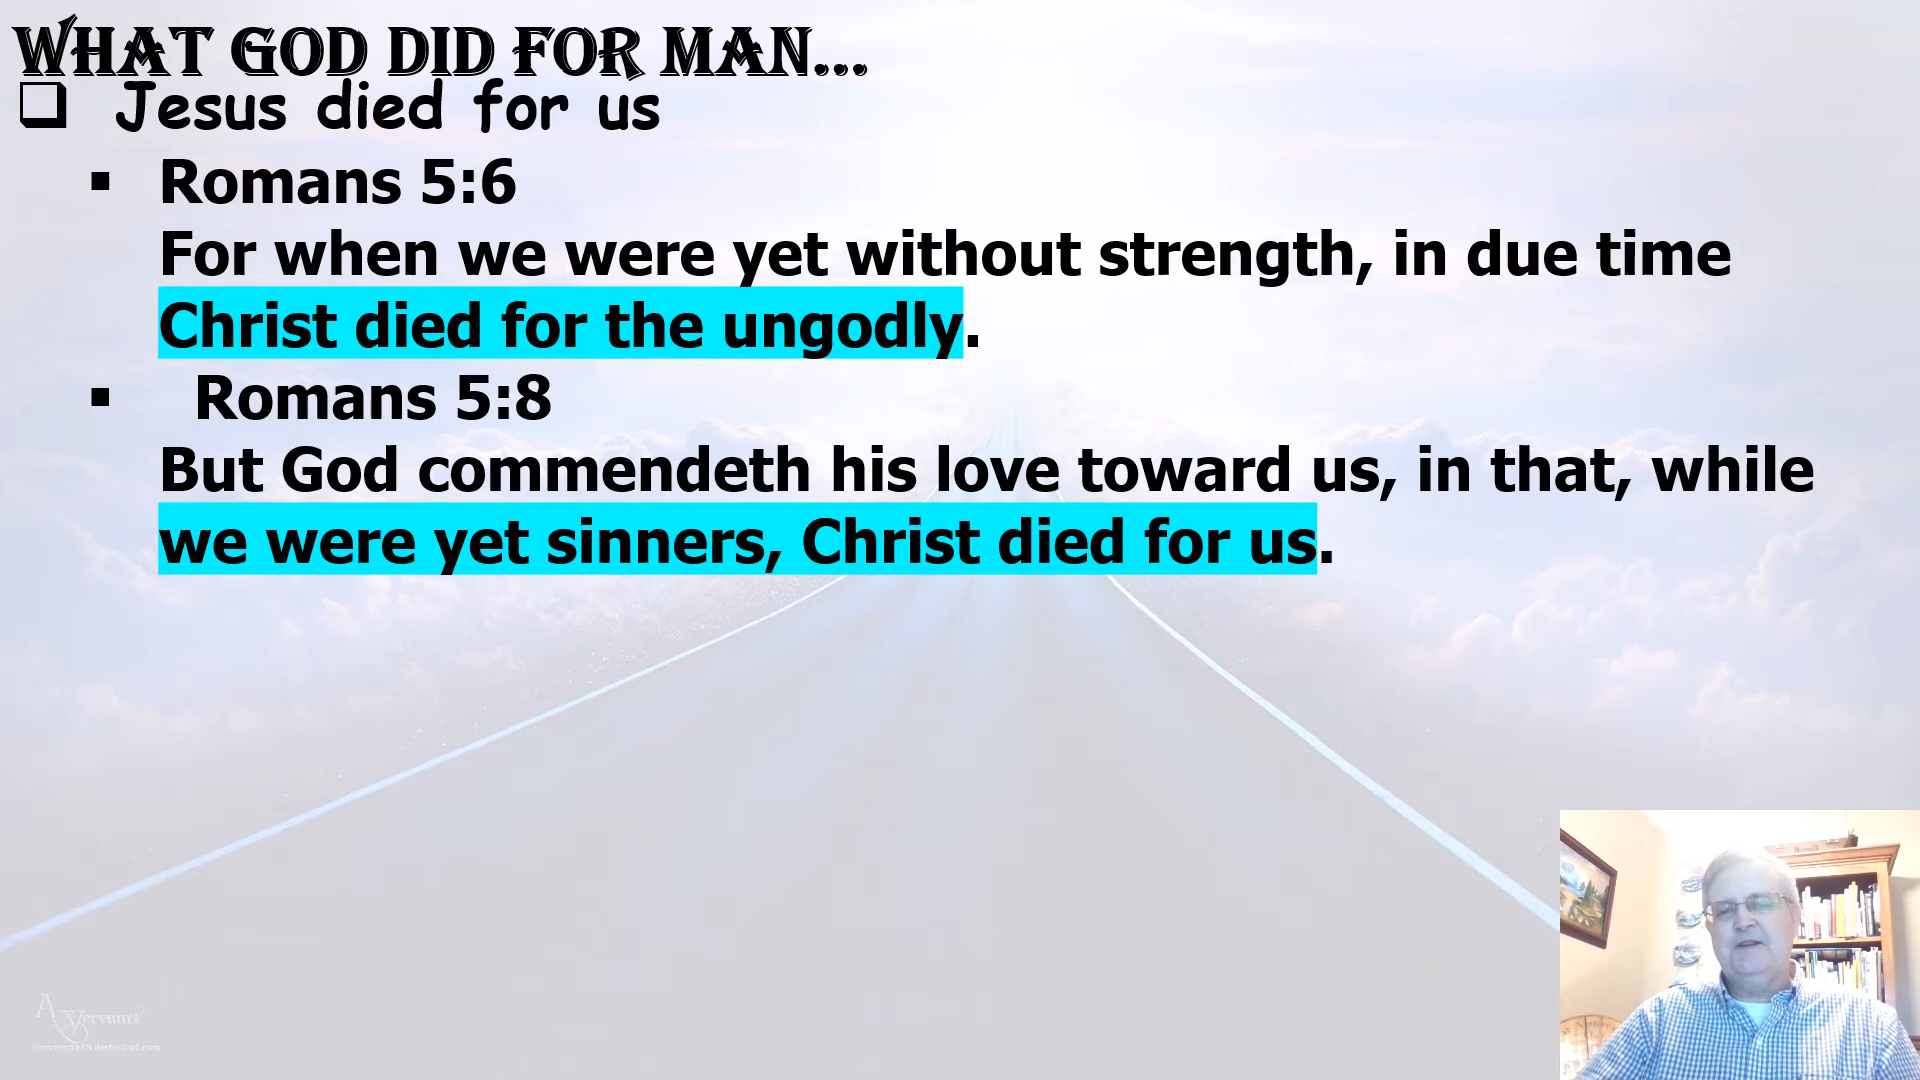 WHAT GOD DID FOR MAN...
❑ Jesus died for us
▪ Romans 5:6
For when we were yet without strength, in due time
Christ died for the ungodly.
▪ Romans 5:8
But God commendeth his love toward us, in that, while
we were yet sinners, Christ died for us.